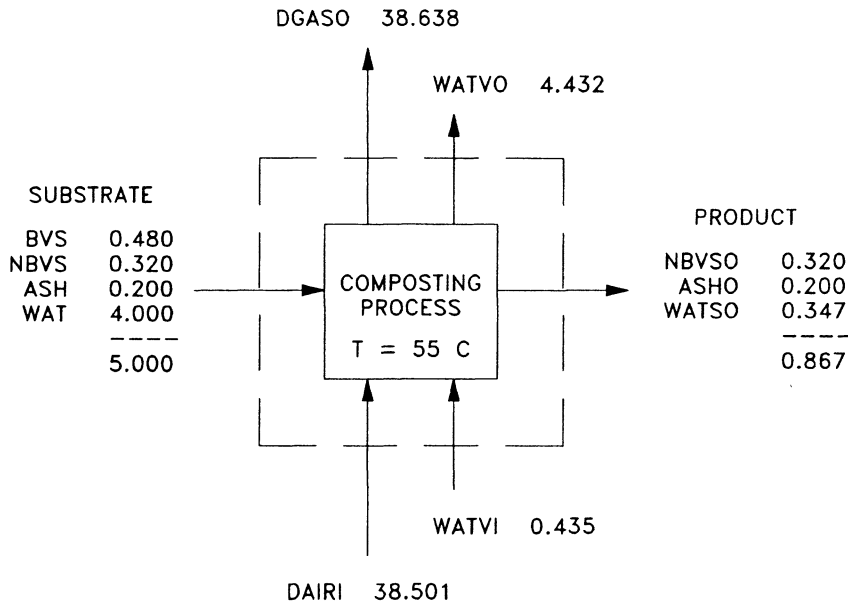 DGASO 38.638
WATVO 4.432
SUBSTRATE
BVS 0.480
NBVS 0.320
ASH 0.200
WAT 4.000
----
5.000
COMPOSTING
PROCESS
T = 55 C
PRODUCT
NBVSO 0.320
ASHO 0.200
WATSO 0.347
----
0.867
WATVI 0.435
DAIRI 38.501